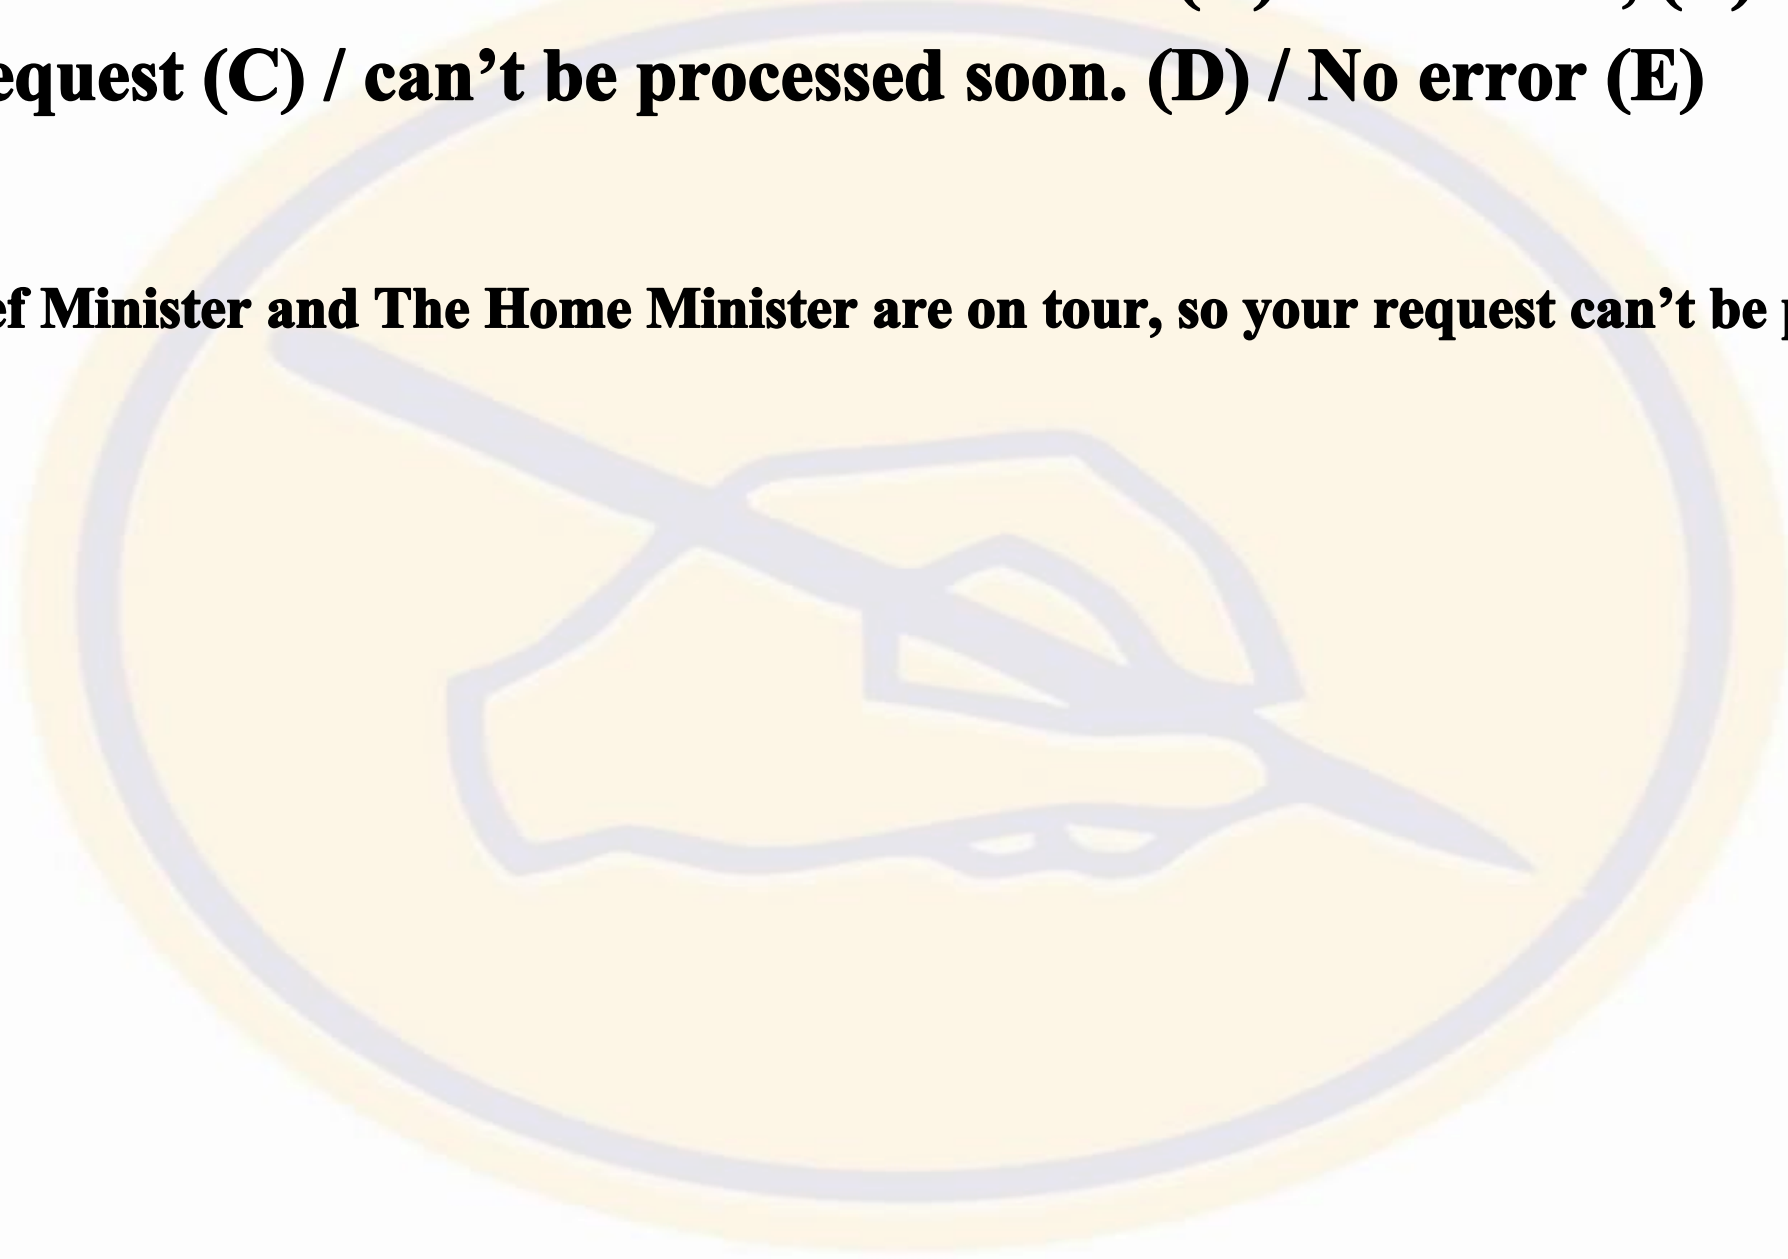 equest (C) / can’t be processed soon. (D) / No error (E)
ef Minister and The Home Minister are on tour, so your request can’t be